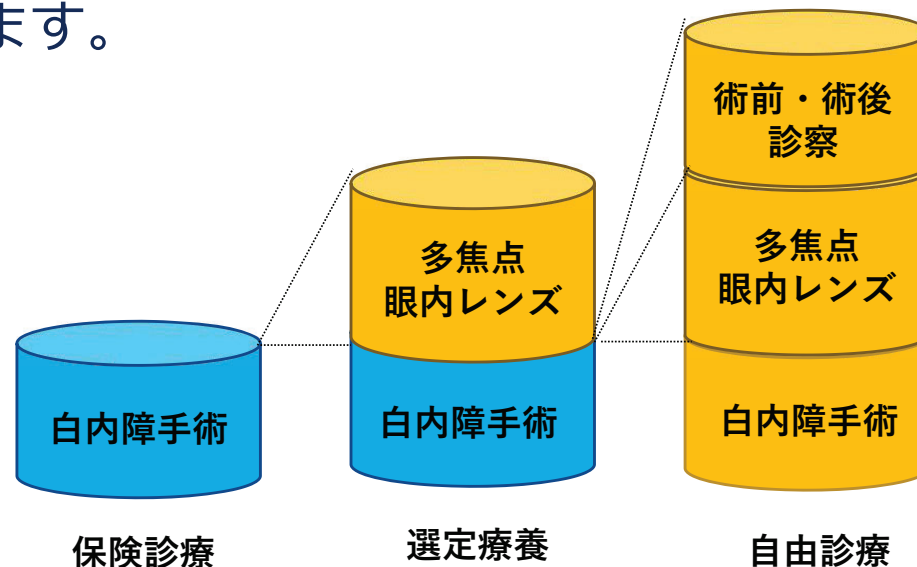 ます。
術前・術後
診察
多焦点
眼内レンズ
多焦点
眼内レンズ
白内障手術
白内障手術
白内障手術
保険診療
選定療養
自由診療